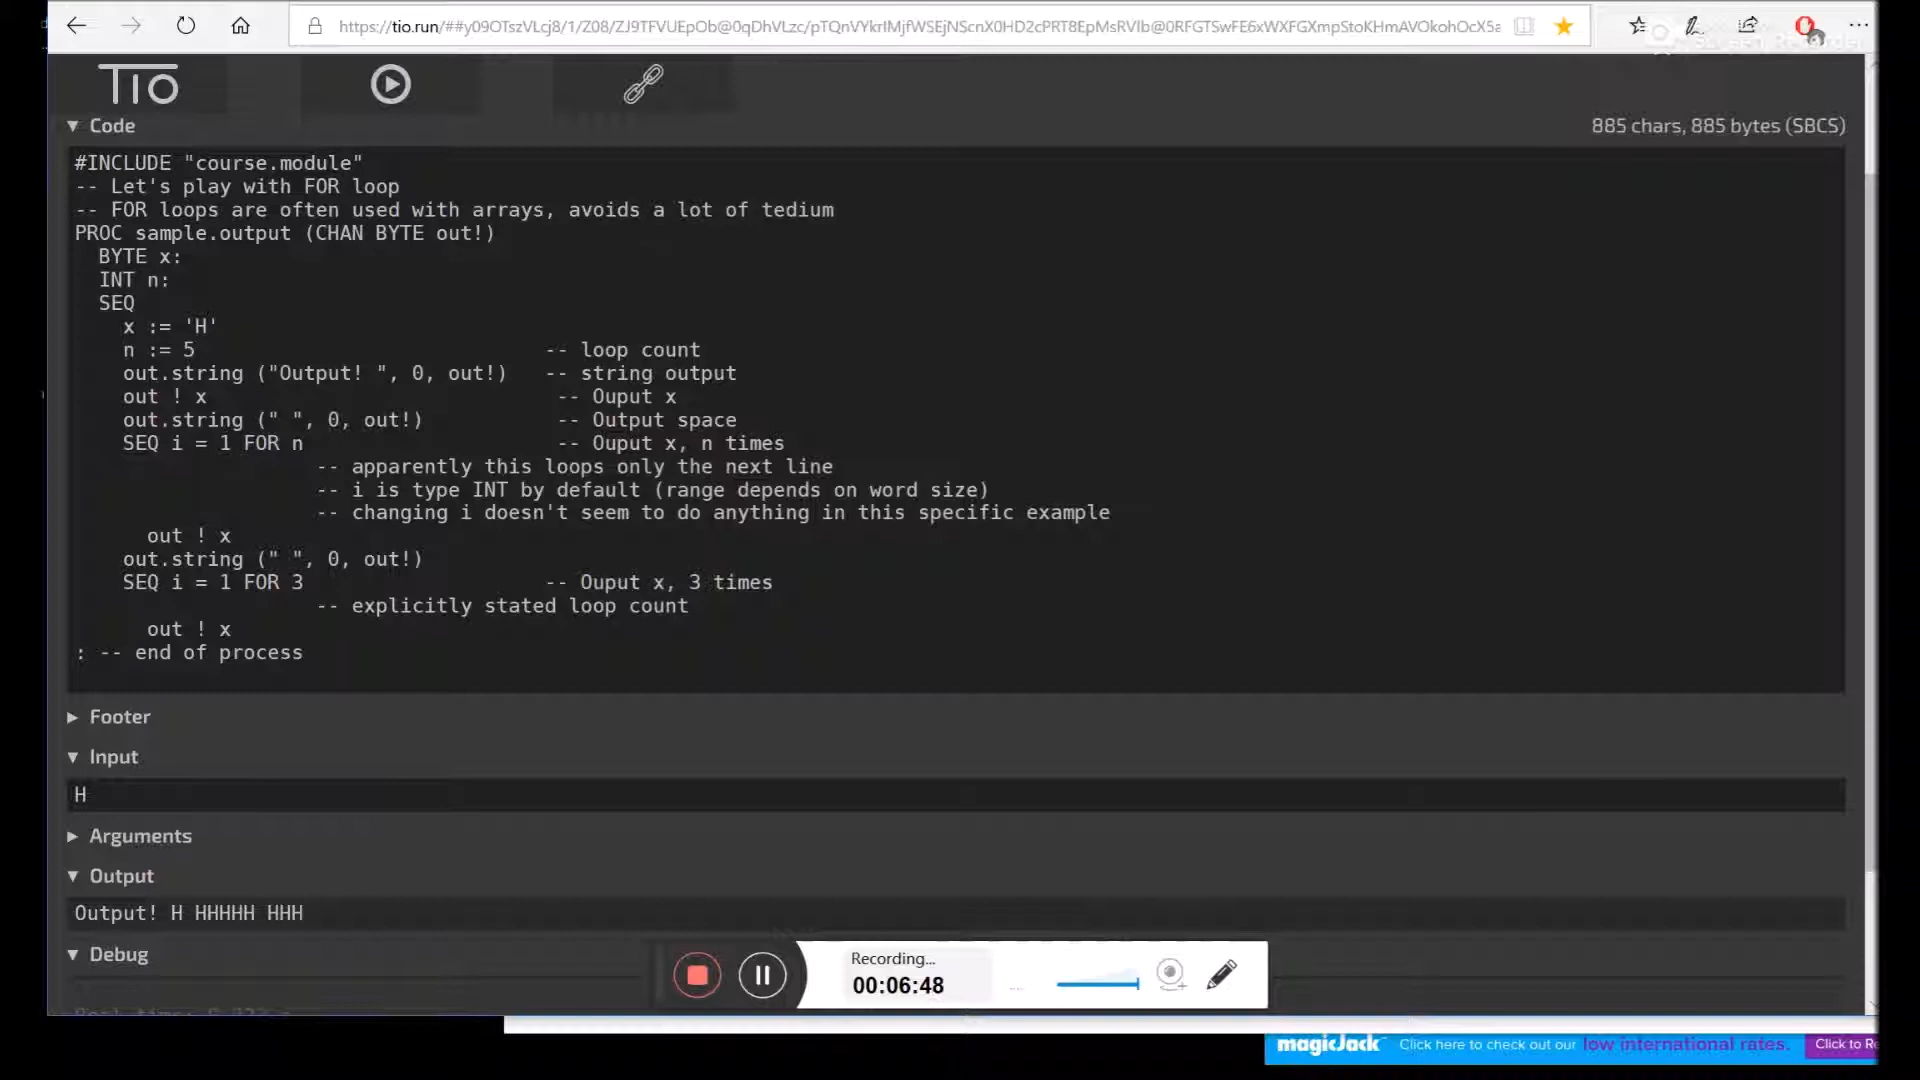 https://tio.run/##y09OTszVLcj8/1/Z08/ZJ9TFVUEpOb@0qDhVLzc/pTQnVYkrIMjfWSEjNScnX0HD2cPRT8EpMsRVIb@0RFGTSwFE6xWXFGXmpStoKHmAVOkohOcX5a
TIO
▼ Code
885 chars, 885 bytes (SBCS)
#INCLUDE "course.module"
-- Let's play with FOR loop
-- FOR loops are often used with arrays, avoids a lot of tedium
PROC sample.output (CHAN BYTE out!)
  BYTE x:
  INT n:
  SEQ
    x := 'H'
    n := 5                             -- loop count
    out.string ("Output! ", 0, out!)   -- string output
    out ! x                             -- Ouput x
    out.string (" ", 0, out!)           -- Output space
    SEQ i = 1 FOR n                     -- Ouput x, n times
                    -- apparently this loops only the next line
                    -- i is type INT by default (range depends on word size)
                    -- changing i doesn't seem to do anything in this specific example
      out ! x
    out.string (" ", 0, out!)
    SEQ i = 1 FOR 3                    -- Ouput x, 3 times
                    -- explicitly stated loop count
      out ! x
: -- end of process
► Footer
▼ Input
H
► Arguments
▼ Output
Output! H HHHHH HHH
▼ Debug
Recording...
00:06:48
magicJack Click here to check out our low international rates. Click to Re